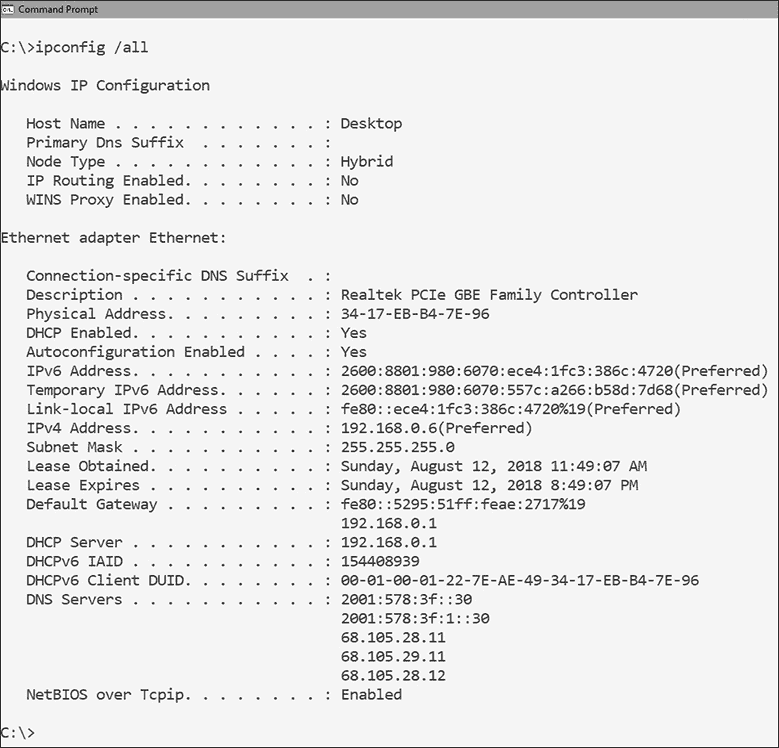 Command Prompt
C:\>ipconfig /all
Windows IP Configuration
Host Name . . . . . . . . . . . . : Desktop
Primary Dns Suffix  . . . . . . . :
Node Type . . . . . . . . . . . . : Hybrid
IP Routing Enabled. . . . . . . . : No
WINS Proxy Enabled. . . . . . . . : No
Ethernet adapter Ethernet:
Connection-specific DNS Suffix  . :
Description . . . . . . . . . . . : Realtek PCIe GBE Family Controller
Physical Address. . . . . . . . . : 34-17-EB-B4-7E-96
DHCP Enabled. . . . . . . . . . . : Yes
Autoconfiguration Enabled . . . . : Yes
IPv6 Address. . . . . . . . . . . : 2600:8801:980:6070:ece4:1fc3:386c:4720(Preferred)
Temporary IPv6 Address. . . . . . : 2600:8801:980:6070:557c:a266:b58d:7d68(Preferred)
Link-local IPv6 Address . . . . . : fe80::ece4:1fc3:386c:4720%19(Preferred)
IPv4 Address. . . . . . . . . . . : 192.168.0.6(Preferred)
Subnet Mask . . . . . . . . . . . : 255.255.255.0
Lease Obtained. . . . . . . . . . : Sunday, August 12, 2018 11:49:07 AM
Lease Expires . . . . . . . . . . : Sunday, August 12, 2018 8:49:07 PM
Default Gateway . . . . . . . . . : fe80::5295:51ff:feae:2717%19
192.168.0.1
DHCP Server . . . . . . . . . . . : 192.168.0.1
DHCPv6 IAID . . . . . . . . . . . : 154408939
DHCPv6 Client DUID. . . . . . . . : 00-01-00-01-22-7E-AE-49-34-17-EB-B4-7E-96
DNS Servers . . . . . . . . . . . : 2001:578:3f::30
2001:578:3f:1::30
68.105.28.11
68.105.29.11
68.105.28.12
NetBIOS over Tcpip. . . . . . . . : Enabled
C:\>